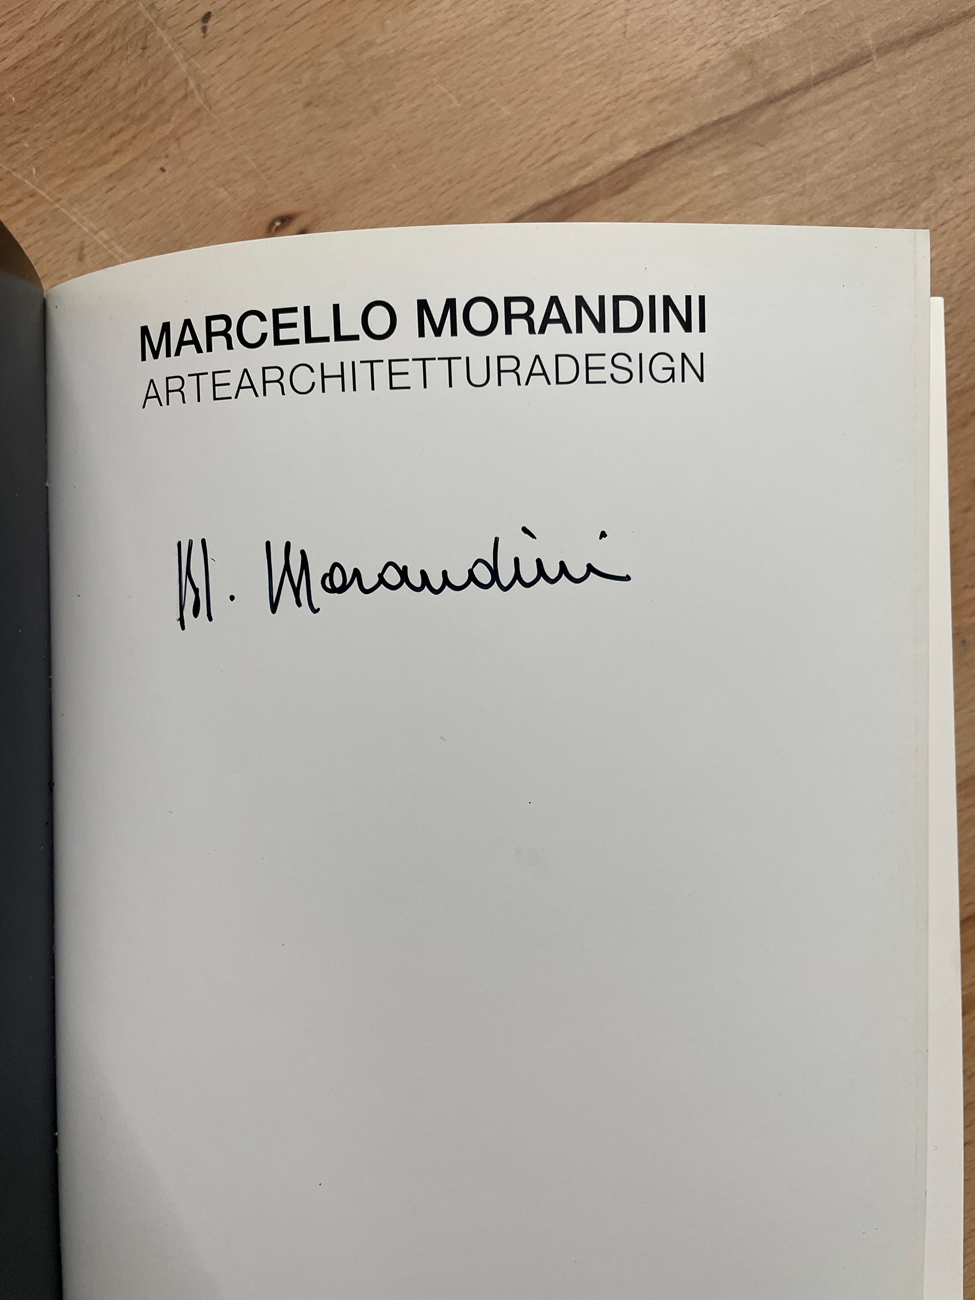 MARCELLO MORANDINI
ARTEARCHITETTURADESIGN
M. Morandini